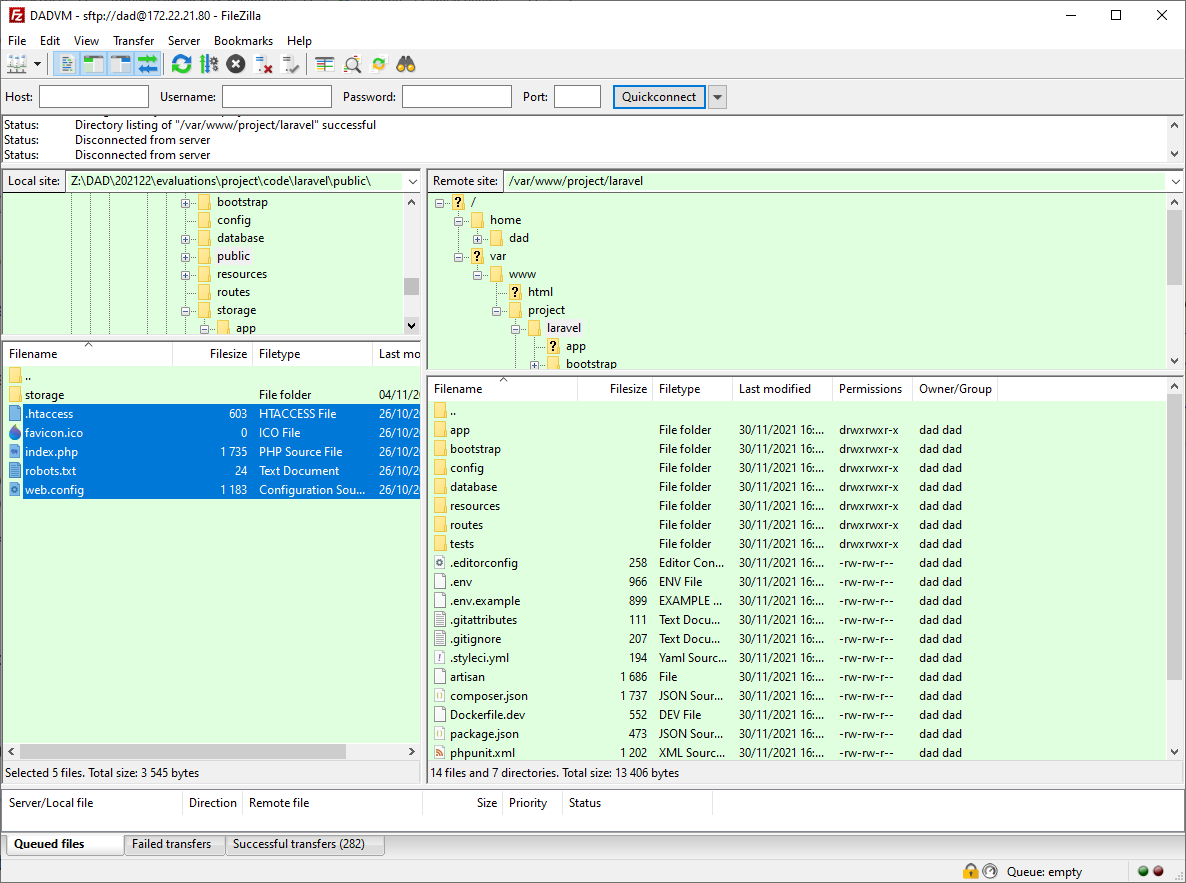 DADVM - sftp://dad@172.22.21.80 - FileZilla
File Edit View Transfer Server Bookmarks Help
Host: Username: Password: Port: Quickconnect
Status: Directory listing of "/var/www/project/laravel" successful
Status: Disconnected from server
Status: Disconnected from server
Local site: Z:\DAD\202122\evaluations\project\code\laravel\public\
bootstrap
config
database
public
resources
routes
storage
app
Filename Filesize Filetype Last mo
..
storage File folder 04/11/20
.htaccess 603 HTACCESS File 26/10/20
favicon.ico 0 ICO File 26/10/20
index.php 1 735 PHP Source File 26/10/20
robots.txt 24 Text Document 26/10/20
web.config 1 183 Configuration Sou... 26/10/20
Selected 5 files. Total size: 3 545 bytes
Remote site: /var/www/project/laravel
/
home
dad
var
www
html
project
laravel
app
bootstrap
Filename Filesize Filetype Last modified Permissions Owner/Group
..
app File folder 30/11/2021 16:... drwxrwxr-x dad dad
bootstrap File folder 30/11/2021 16:... drwxrwxr-x dad dad
config File folder 30/11/2021 16:... drwxrwxr-x dad dad
database File folder 30/11/2021 16:... drwxrwxr-x dad dad
resources File folder 30/11/2021 16:... drwxrwxr-x dad dad
routes File folder 30/11/2021 16:... drwxrwxr-x dad dad
tests File folder 30/11/2021 16:... drwxrwxr-x dad dad
.editorconfig 258 Editor Con... 30/11/2021 16:... -rw-rw-r-- dad dad
.env 966 ENV File 30/11/2021 16:... -rw-rw-r-- dad dad
.env.example 899 EXAMPLE ... 30/11/2021 16:... -rw-rw-r-- dad dad
.gitattributes 111 Text Docu... 30/11/2021 16:... -rw-rw-r-- dad dad
.gitignore 207 Text Docu... 30/11/2021 16:... -rw-rw-r-- dad dad
.styleci.yml 194 Yaml Sourc... 30/11/2021 16:... -rw-rw-r-- dad dad
artisan 1 686 File 30/11/2021 16:... -rw-rw-r-- dad dad
composer.json 1 737 JSON Sour... 30/11/2021 16:... -rw-rw-r-- dad dad
Dockerfile.dev 552 DEV File 30/11/2021 16:... -rw-rw-r-- dad dad
package.json 473 JSON Sour... 30/11/2021 16:... -rw-rw-r-- dad dad
phpunit.xml 1 202 XML Sourc... 30/11/2021 16:... -rw-rw-r-- dad dad
14 files and 7 directories. Total size: 13 406 bytes
Server/Local file Direction Remote file Size Priority Status
Queued files Failed transfers Successful transfers (282)
Queue: empty